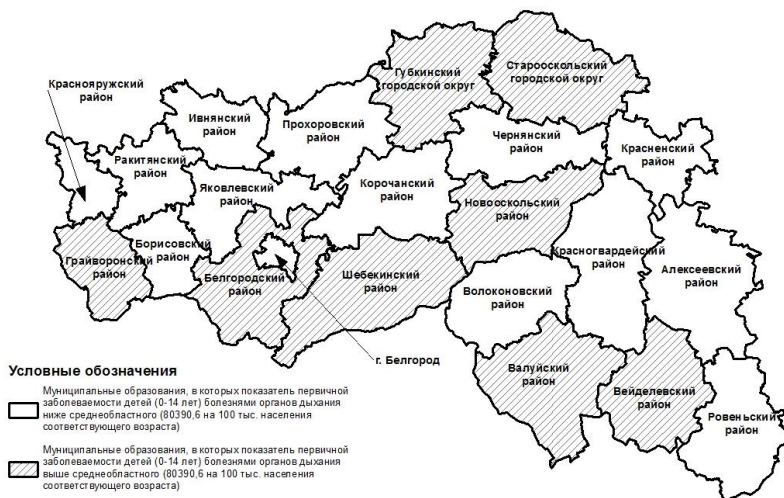 Старооскольский
городской округ
Губкинский
городской округ
Краснояружский
район
Ивнянский
район
Прохоровский
район
Чернянский
район
Красненский
район
Ракитянский
район
Яковлевский
район
Корочанский
район
Новооскольский
район
Борисовский
район
Грайворонский
район
Белгородский
район
Шебекинский
район
Красногвардейский
район
Алексеевский
район
Волоконовский
район
г. Белгород
Валуйский
район
Вейделевский
район
Ровеньский
район
Условные обозначения
Муниципальные образования, в которых показатель первичной
заболеваемости детей (0-14 лет) болезнями органов дыхания
ниже среднеобластного (80390,6 на 100 тыс. населения
соответствующего возраста)
Муниципальные образования, в которых показатель первичной
заболеваемости детей (0-14 лет) болезнями органов дыхания
выше среднеобластного (80390,6 на 100 тыс. населения
соответствующего возраста)